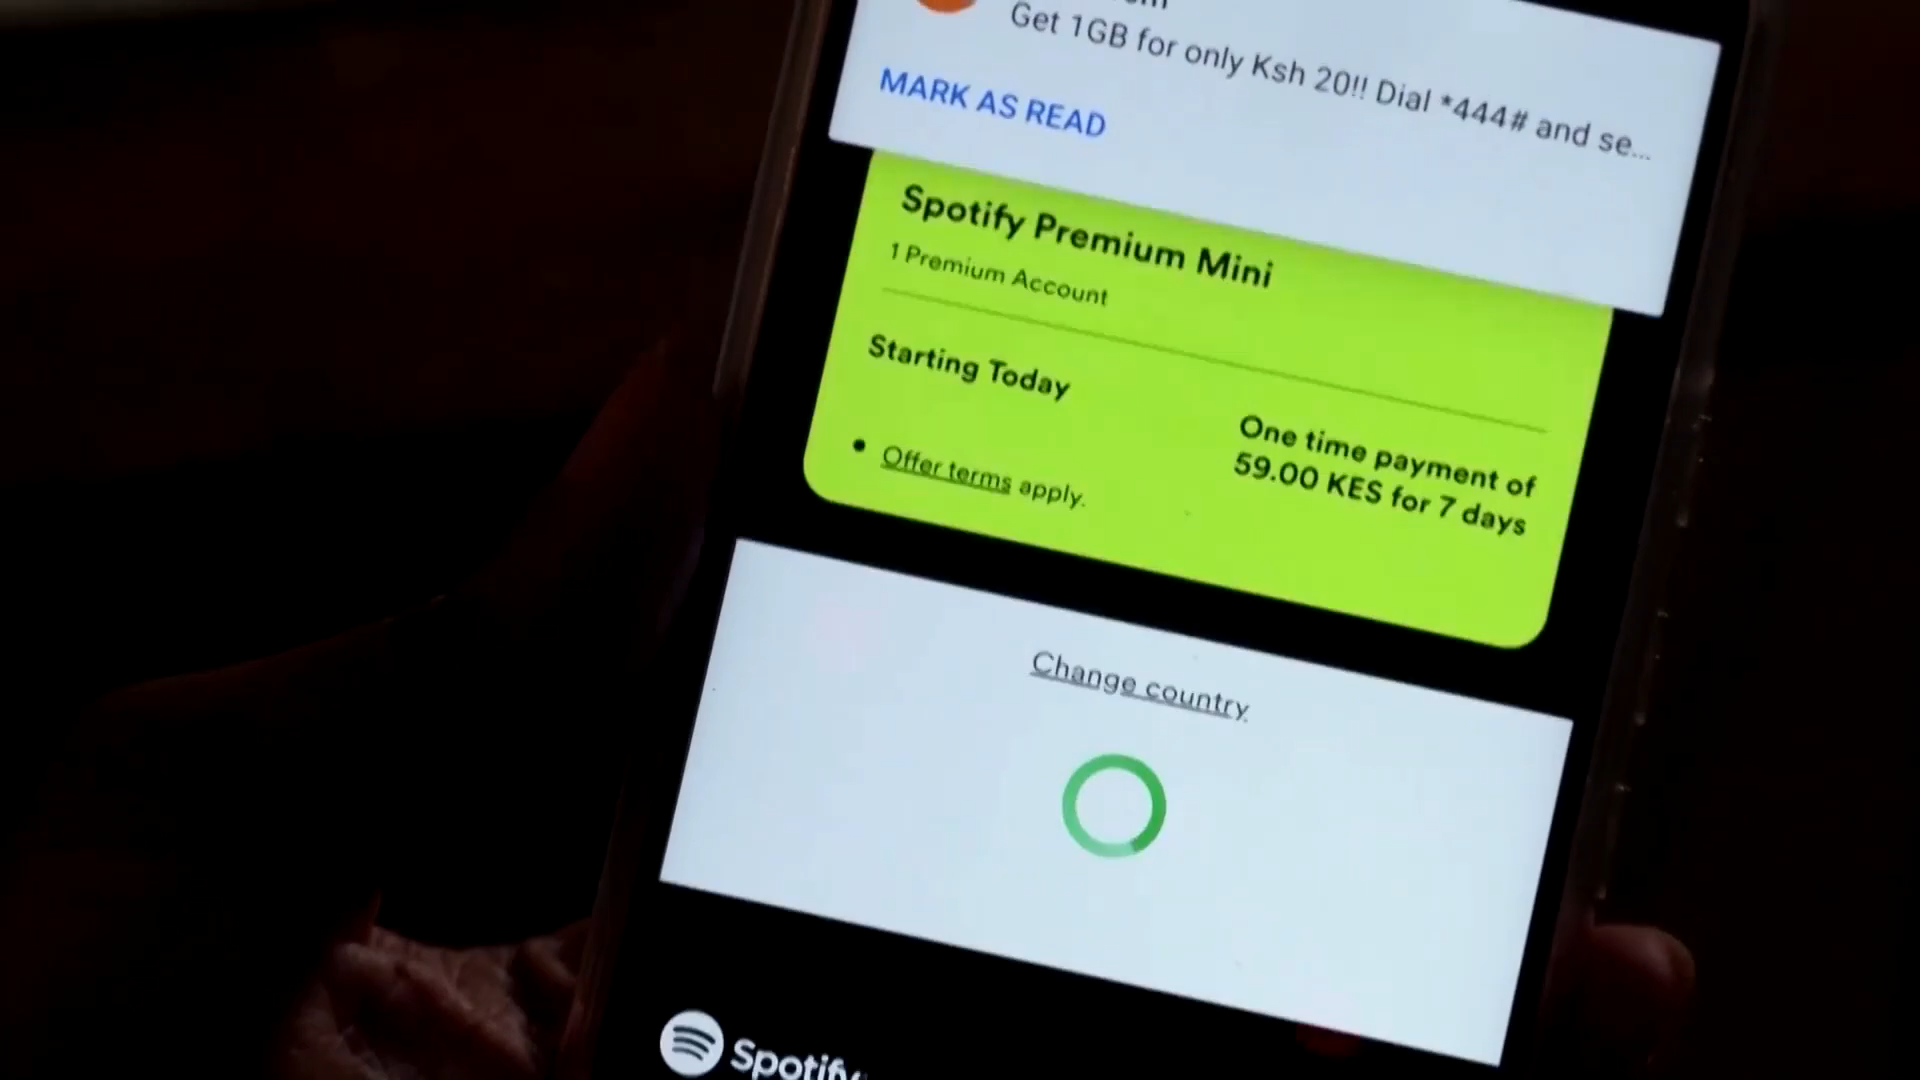 Get 1GB for only Ksh 20!! Dial *444# and se...
MARK AS READ
Spotify Premium Mini
1 Premium Account
Starting Today
One time payment of
59.00 KES for 7 days
• Offer terms apply.
Change country
Spotify